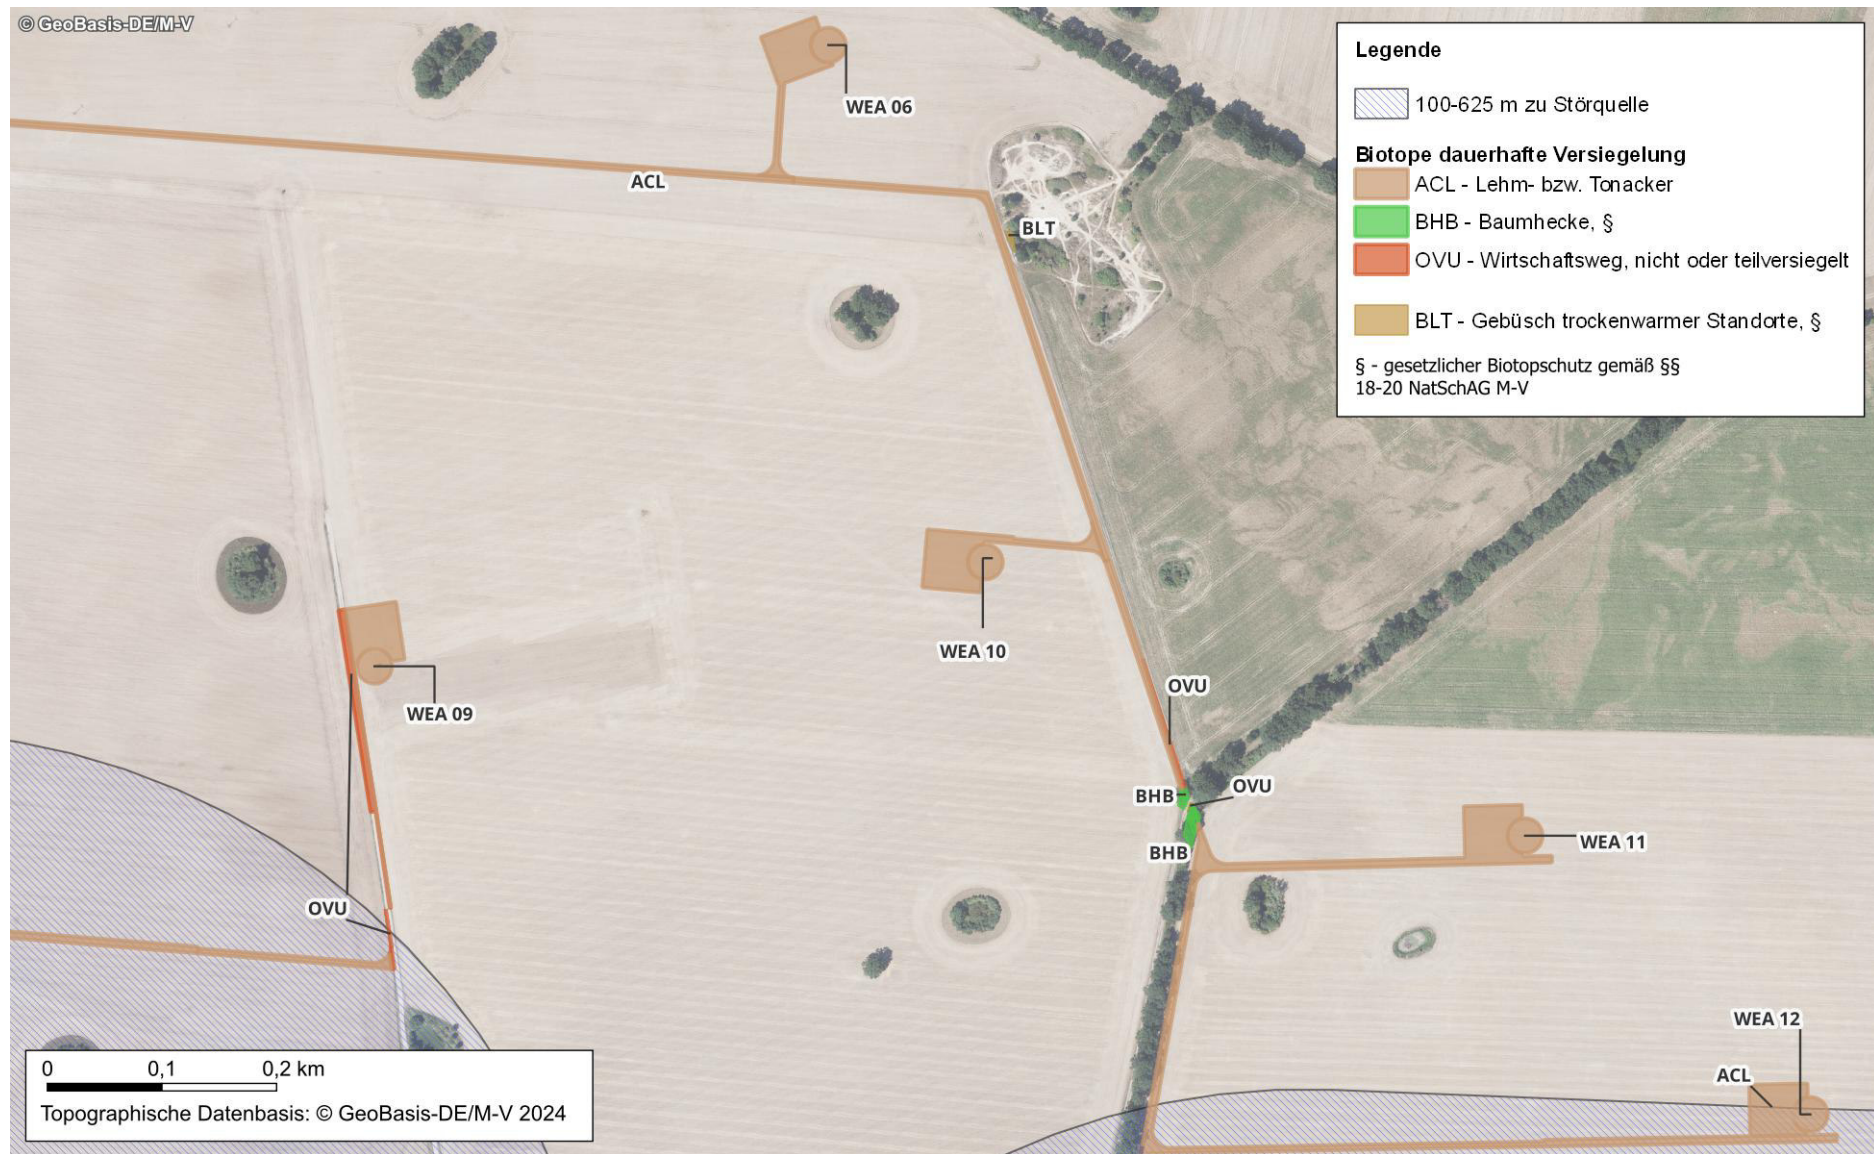 © GeoBasis-DE/M-V
Legende
100-625 m zu Störquelle
Biotope dauerhafte Versiegelung
ACL - Lehm- bzw. Tonacker
BHB - Baumhecke, §
OVU - Wirtschaftsweg, nicht oder teilversiegelt
BLT - Gebüsch trockenwarmer Standorte, §
§ - gesetzlicher Biotopschutz gemäß §§
18-20 NatSchAG M-V
WEA 06
ACL
BLT
WEA 10
OVU
WEA 09
OVU
BHB
WEA 11
BHB
OVU
WEA 12
ACL
0 0,1 0,2 km
Topographische Datenbasis: © GeoBasis-DE/M-V 2024